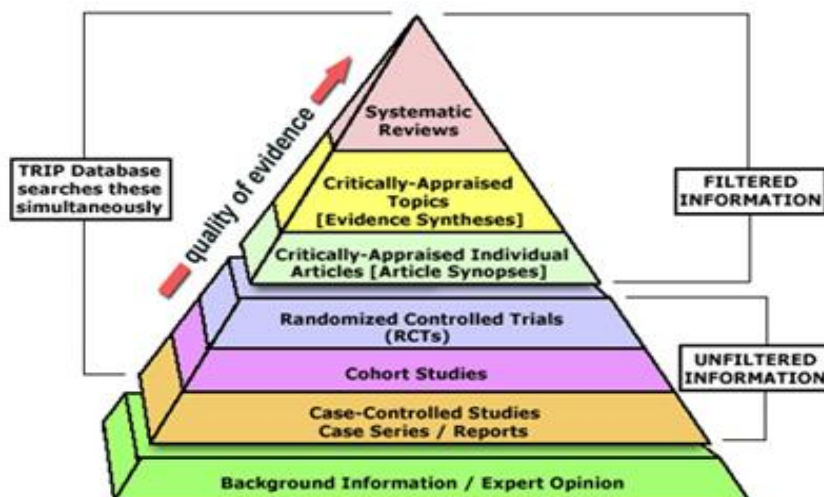 Systematic
Reviews
quality of evidence
TRIP Database
searches these
simultaneously
Critically-Appraised
Topics
[Evidence Syntheses]
FILTERED
INFORMATION
Critically-Appraised Individual
Articles [Article Synopses]
Randomized Controlled Trials
(RCTs)
UNFILTERED
INFORMATION
Cohort Studies
Case-Controlled Studies
Case Series / Reports
Background Information / Expert Opinion